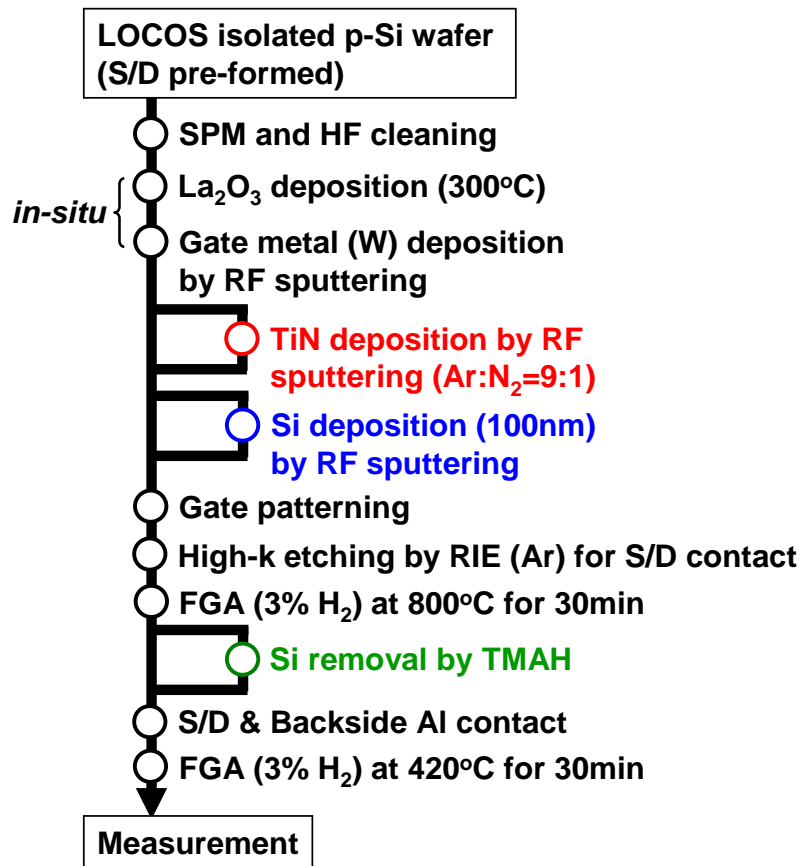 LOCOS isolated p-Si wafer
(S/D pre-formed)
SPM and HF cleaning
La₂O₃ deposition (300ᵒC)
in-situ
Gate metal (W) deposition
by RF sputtering
TiN deposition by RF
sputtering (Ar:N₂=9:1)
Si deposition (100nm)
by RF sputtering
Gate patterning
High-k etching by RIE (Ar) for S/D contact
FGA (3% H₂) at 800ᵒC for 30min
Si removal by TMAH
S/D & Backside Al contact
FGA (3% H₂) at 420ᵒC for 30min
Measurement